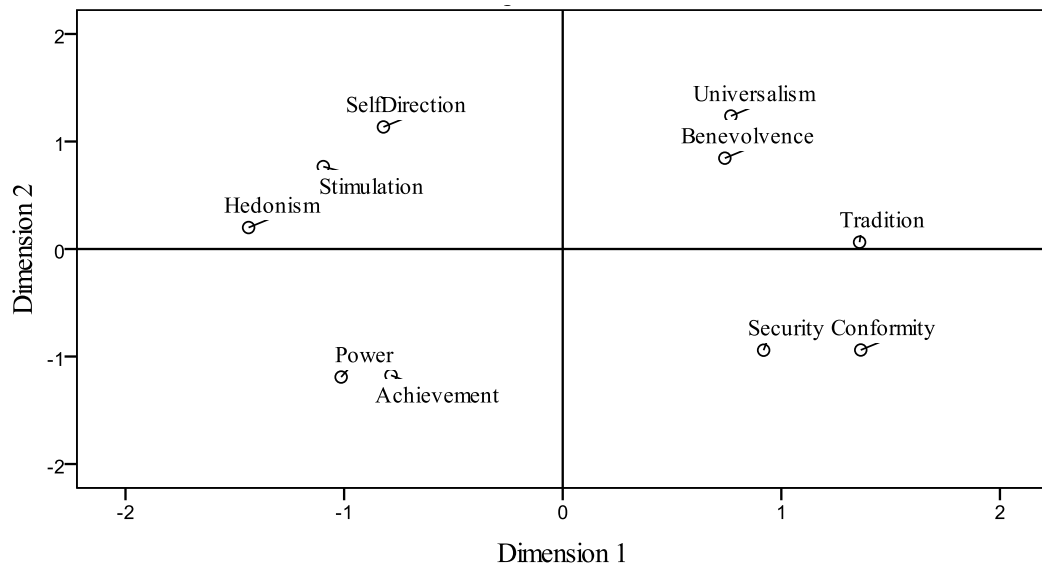 2
Universalism
SelfDirection
Benevolvence
1
Stimulation
Hedonism
Tradition
Dimension 2
0
Security Conformity
Power
-1
Achievement
-2
-2
-1
0
1
2
Dimension 1